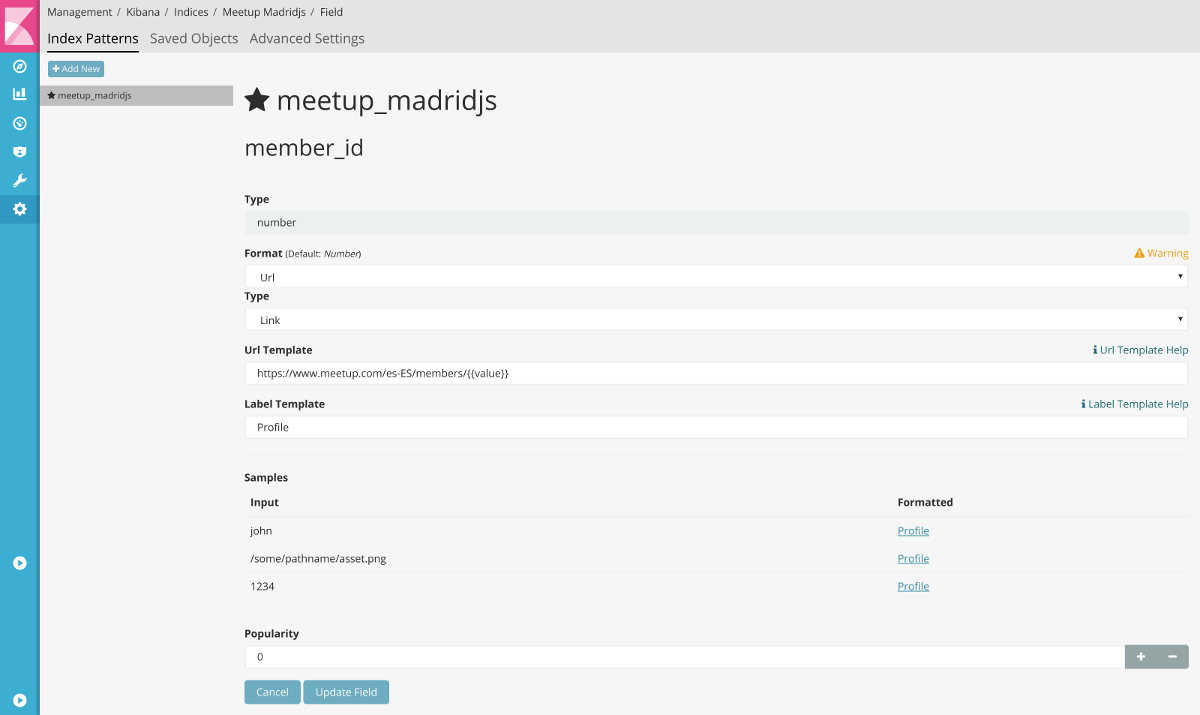 Management / Kibana / Indices / Meetup Madridjs / Field
Index Patterns Saved Objects Advanced Settings
Add New
meetup_madridjs
meetup_madridjs
member_id
Type
number
Format (Default: Number) Warning
Url
Type
Link
Url Template Url Template Help
https://www.meetup.com/es-ES/members/{{value}}
Label Template Label Template Help
Profile
Samples
Input Formatted
john Profile
/some/pathname/asset.png Profile
1234 Profile
Popularity
0
Cancel Update Field